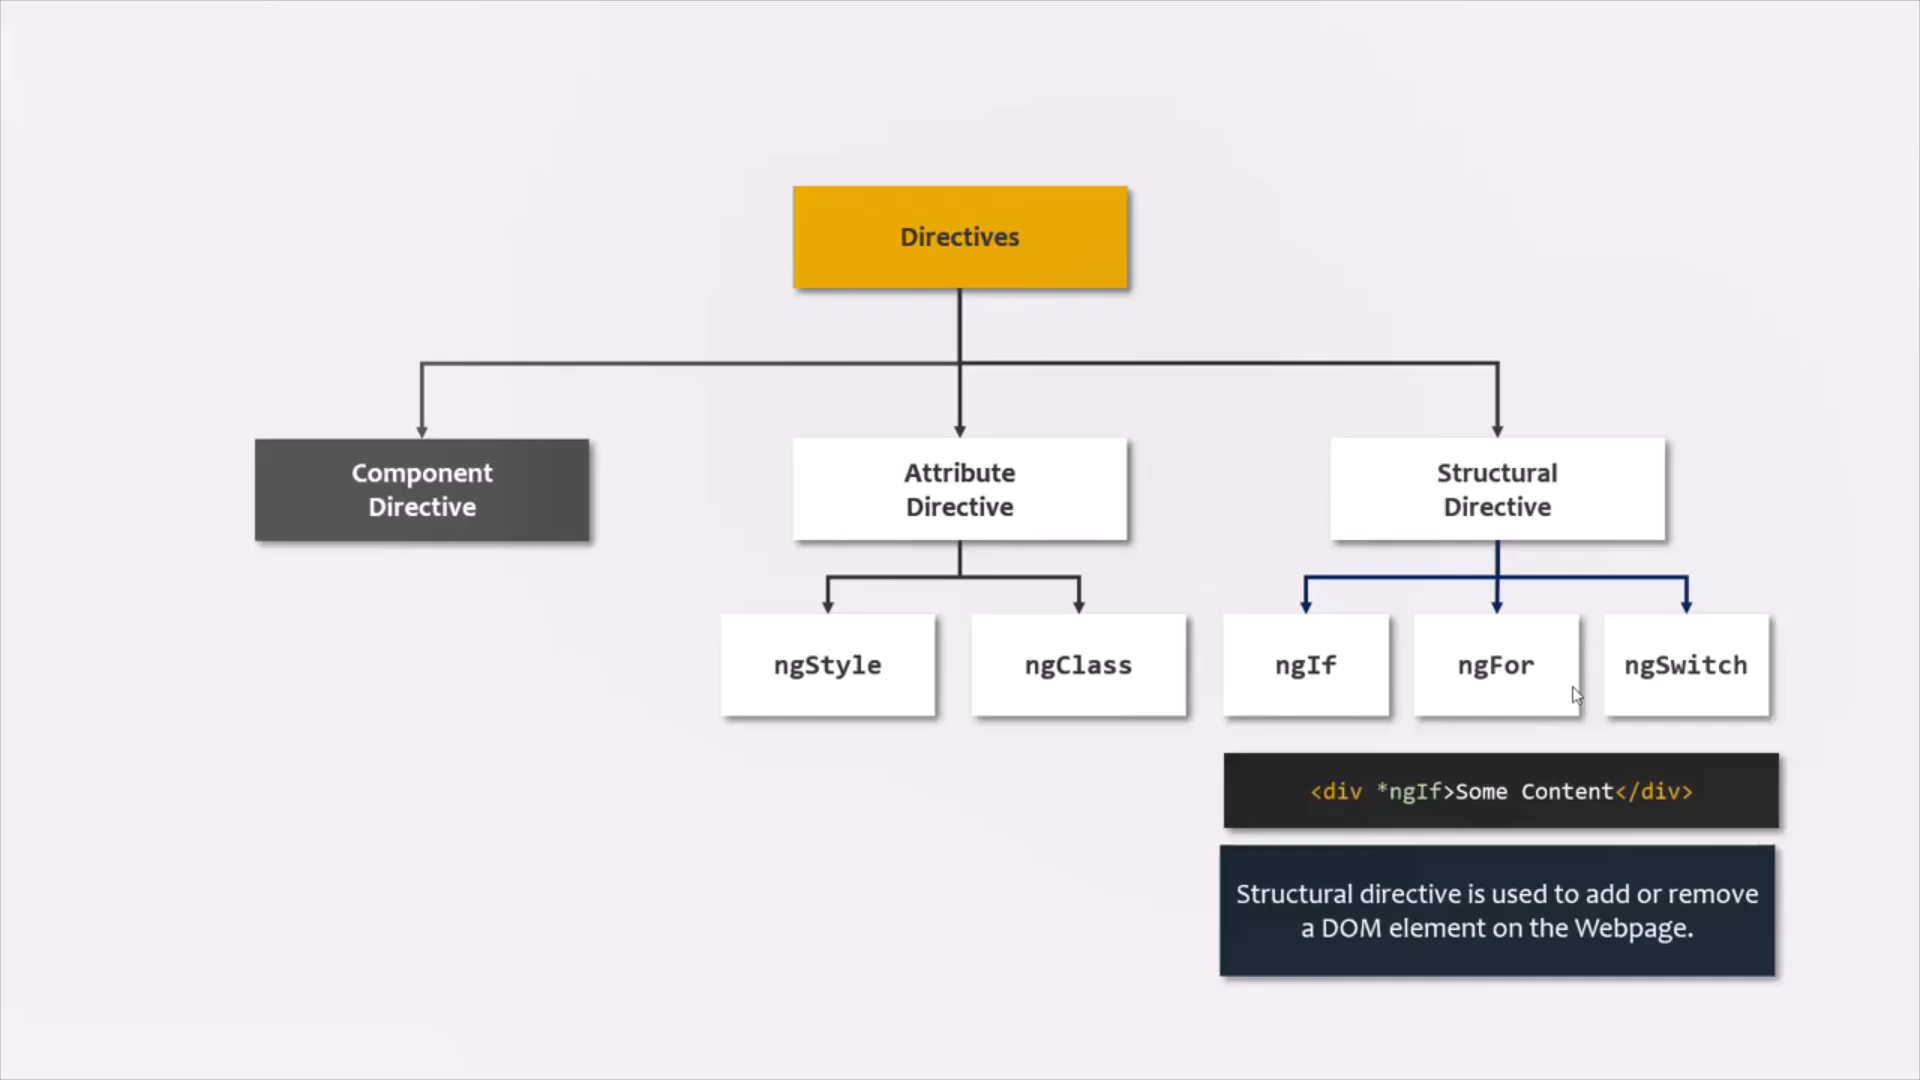 Directives
Component
Directive
Attribute
Directive
Structural
Directive
ngStyle
ngClass
ngIf
ngFor
ngSwitch
<div *ngIf>Some Content</div>
Structural directive is used to add or remove
a DOM element on the Webpage.